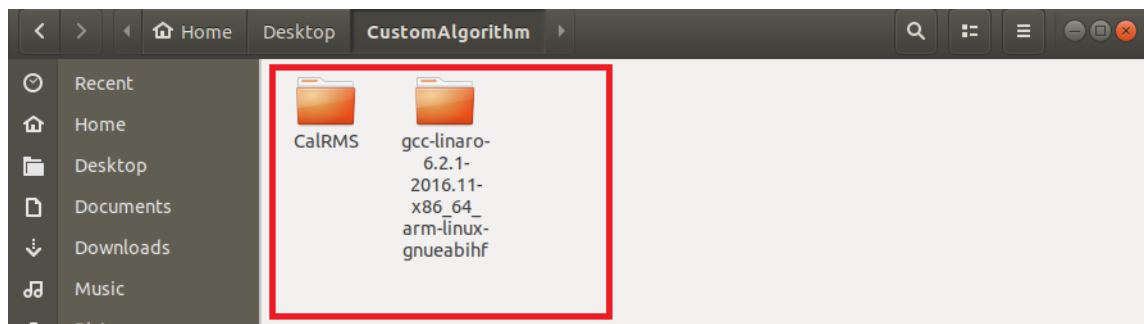 Home
Desktop
CustomAlgorithm
Recent
Home
Desktop
Documents
Downloads
Music
CalRMS
gcc-linaro-
6.2.1-
2016.11-
x86_64_
arm-linux-
gnueabihf